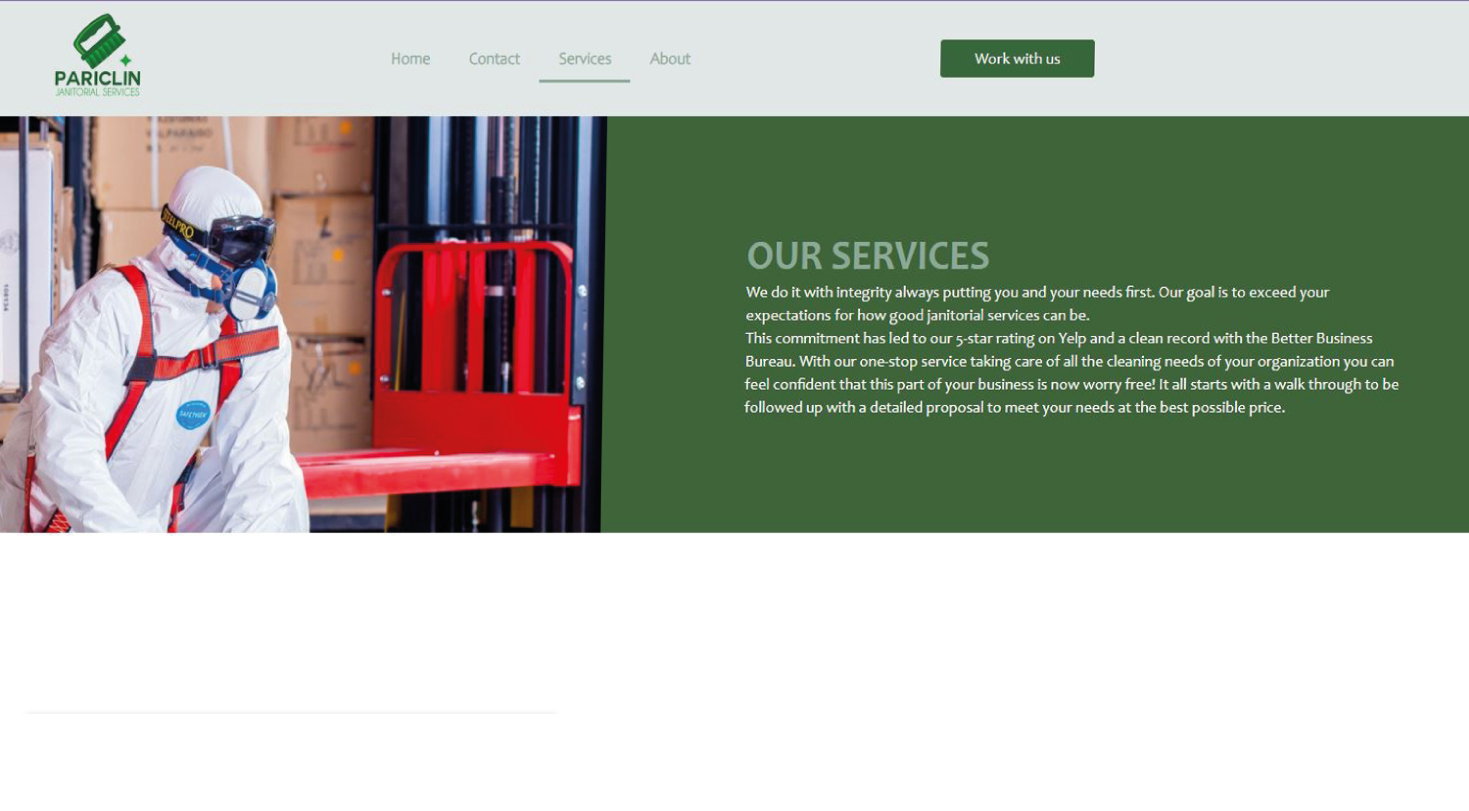 PARICLIN
JANITORIAL SERVICES
Home
Contact
Services
About
Work with us
STEELPRO
OUR SERVICES
We do it with integrity always putting you and your needs first. Our goal is to exceed your
expectations for how good janitorial services can be.
This commitment has led to our 5-star rating on Yelp and a clean record with the Better Business
Bureau. With our one-stop service taking care of all the cleaning needs of your organization you can
feel confident that this part of your business is now worry free! It all starts with a walk through to be
followed up with a detailed proposal to meet your needs at the best possible price.